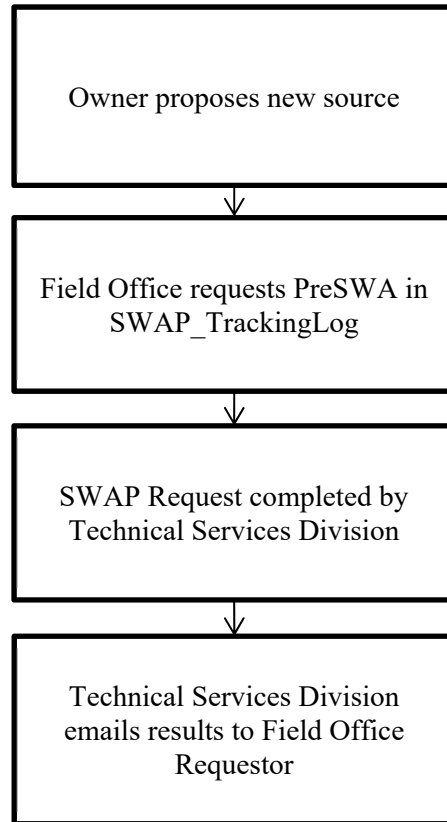 Owner proposes new source
Field Office requests PreSWA in
SWAP_TrackingLog
SWAP Request completed by
Technical Services Division
Technical Services Division
emails results to Field Office
Requestor